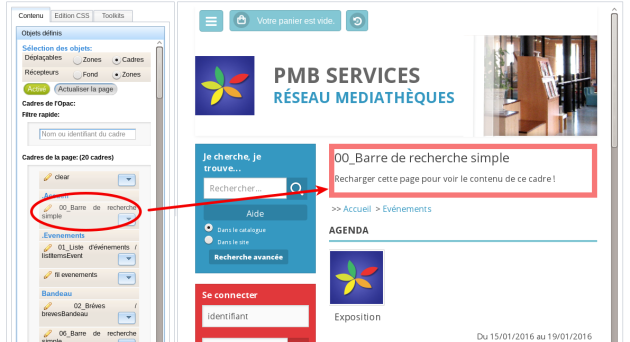 Contenu Edition CSS Toolkits
Objets définis
Sélection des objets:
Déplaçables Zones Cadres
Récepteurs Fond Zones
Activé Actualiser la page
Cadres de l'Opac:
Filtre rapide:
Nom ou identifiant du cadre
Cadres de la page: (20 cadres)
clear
.Accueil
00_Barre de recherche
simple
.Evenements
01_Liste d'événements /
listItemsEvent
fil evenements
Bandeau
02_Brèves /
brevesBandeau
06_Barre de recherche
simple
Votre panier est vide.
PMB SERVICES
RÉSEAU MEDIATHÈQUES
Je cherche, je
trouve...
Rechercher...
Aide
Dans le catalogue
Dans le site
Recherche avancée
Se connecter
identifiant
00_Barre de recherche simple
Recharger cette page pour voir le contenu de ce cadre !
>> Accueil > Evénements
AGENDA
Exposition
Du 15/01/2016 au 19/01/2016